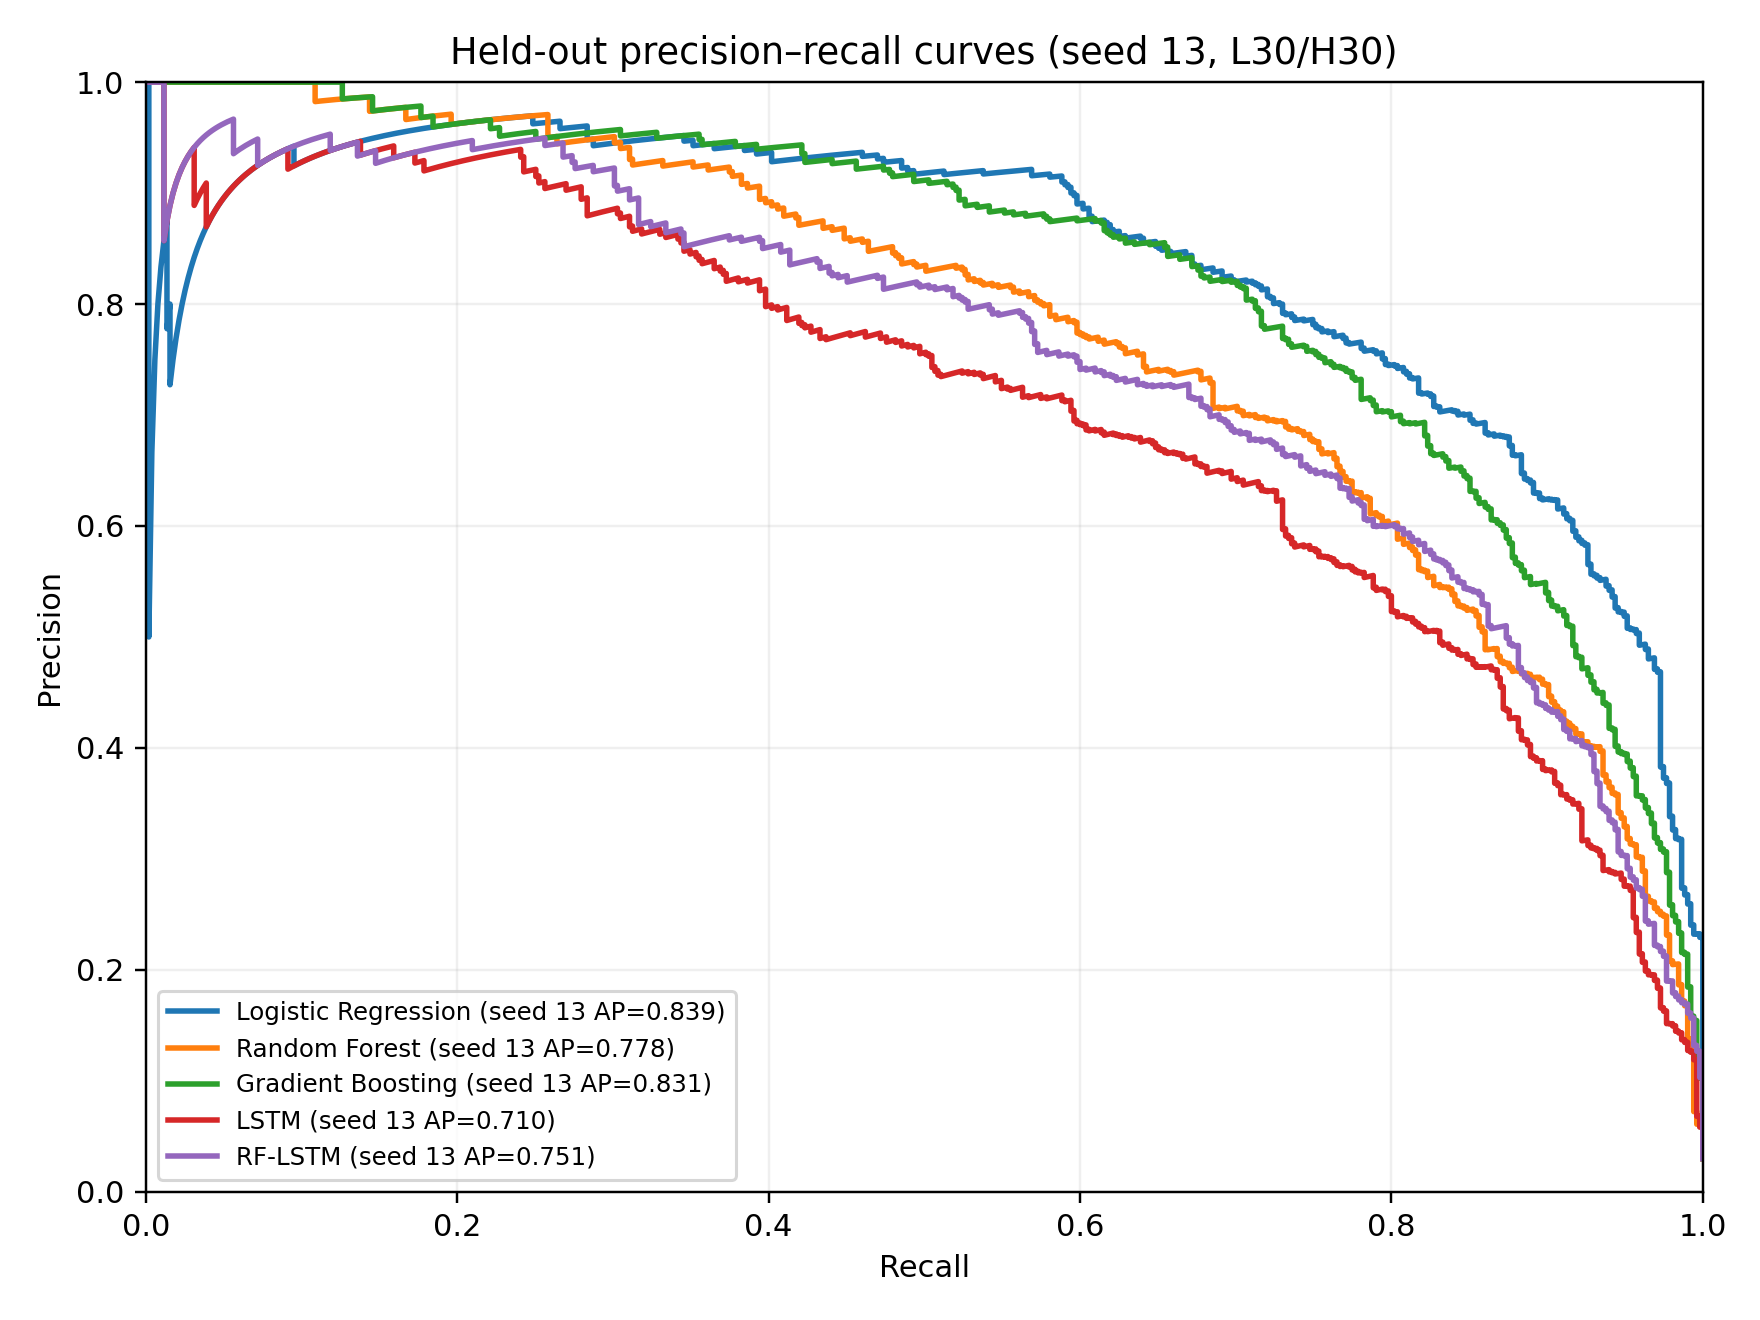 Held-out precision–recall curves (seed 13, L30/H30)
1.0
0.8
0.6
0.4
0.2
0.0
Precision
Logistic Regression (seed 13 AP=0.839)
Random Forest (seed 13 AP=0.778)
Gradient Boosting (seed 13 AP=0.831)
LSTM (seed 13 AP=0.710)
RF-LSTM (seed 13 AP=0.751)
0.0 0.2 0.4 0.6 0.8 1.0
Recall